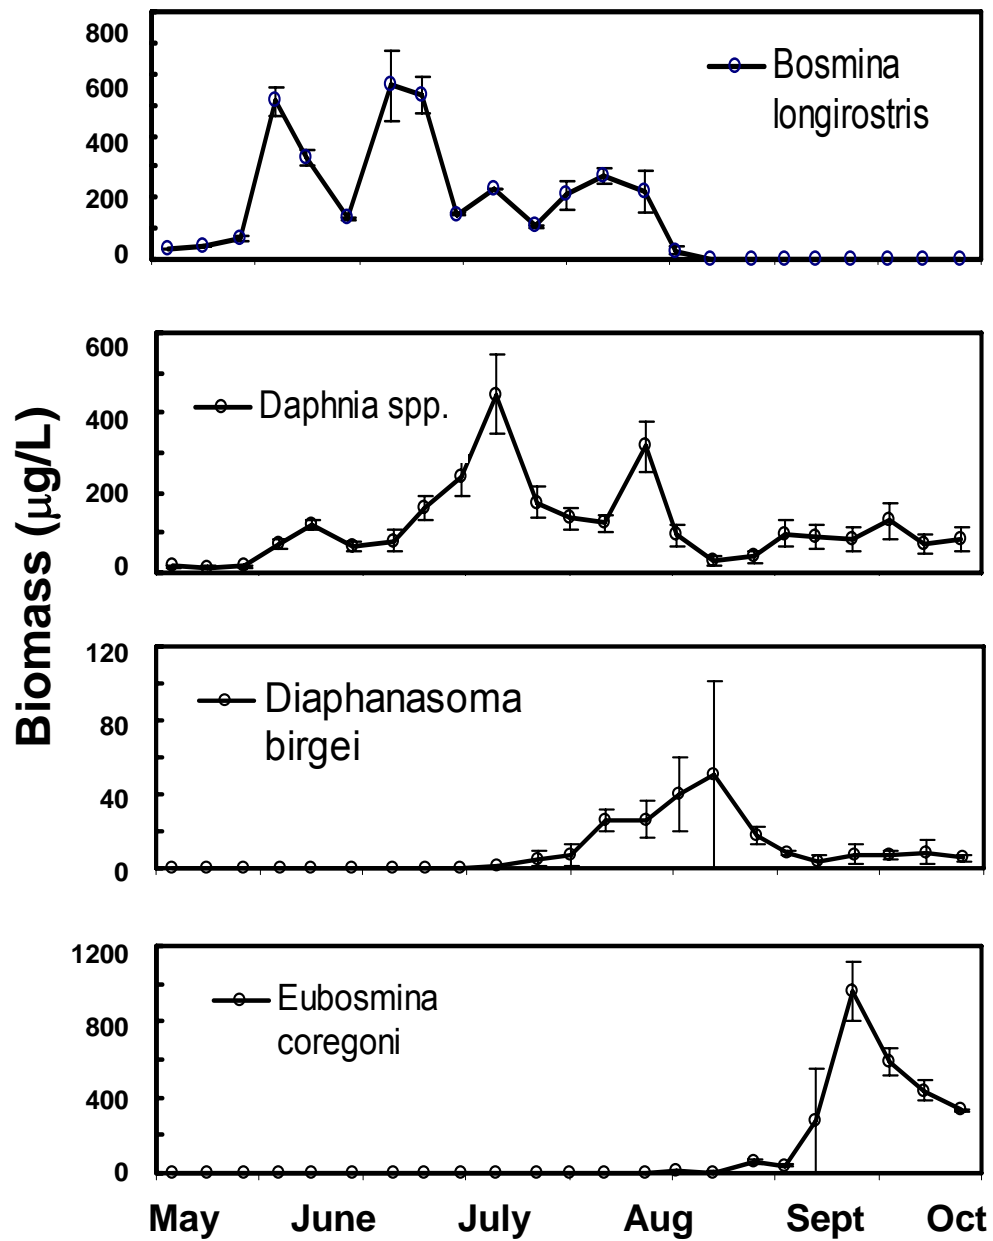 800
600
400
200
0
Bosmina
longirostris
600
400
200
0
Daphnia spp.
Biomass (µg/L)
120
80
40
0
Diaphanasoma
birgei
1200
800
400
0
Eubosmina
coregoni
May June July Aug Sept Oct